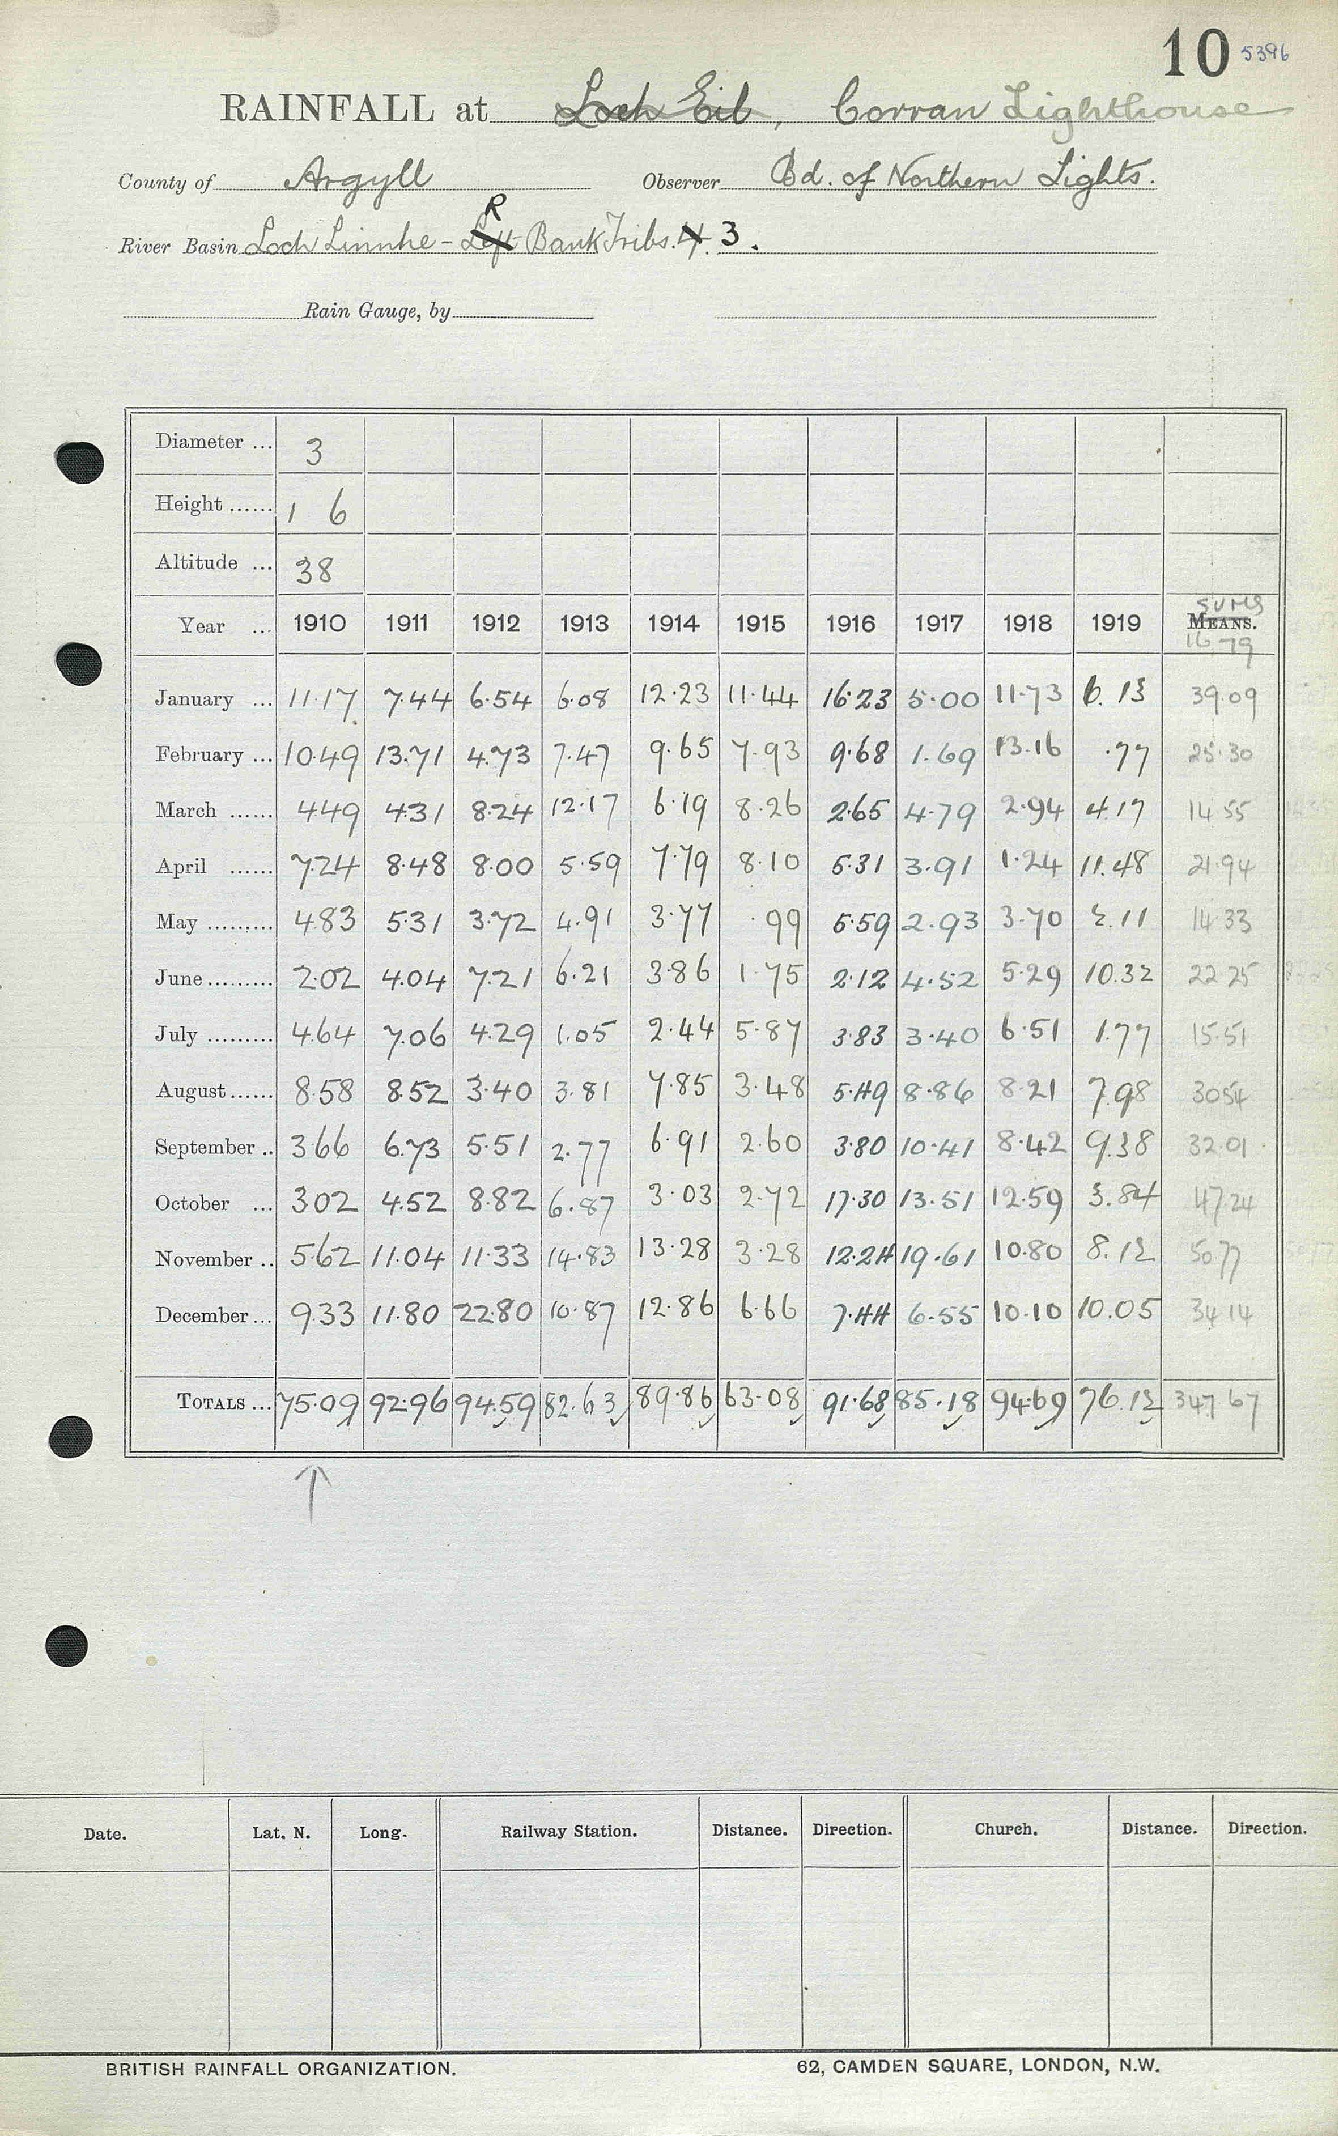 10 5396
RAINFALL at Loch Eil, Corran Lighthouse
County of Argyll Observer Bd. of Northern Lights.
R
River Basin Loch Linnhe - Left Bank Tribs. 4. 3.
Rain Gauge, by
Diameter ... 3
Height ...... 1 6
Altitude ... 38
SUMS
Year ... 1910 1911 1912 1913 1914 1915 1916 1917 1918 1919 MEANS.
16-79
January ... 11.17 7.44 6.54 6.08 12.23 11.44 16.23 5.00 11.73 6.13 39.09
February ... 10.49 13.71 4.73 7.47 9.65 7.93 9.68 1.69 13.16 .77 25.30
March ...... 4.49 4.31 8.24 12.17 6.19 8.26 2.65 4.79 2.94 4.17 14.55
April ...... 7.24 8.48 8.00 5.59 7.79 8.10 5.31 3.91 1.24 11.48 21.94
May ......... 4.83 5.31 3.72 4.91 3.77 .99 5.59 2.93 3.70 2.11 14.33
June ......... 2.02 4.04 7.21 6.21 3.86 1.75 2.12 4.52 5.29 10.32 22.25
July ......... 4.64 7.06 4.29 1.05 2.44 5.87 3.83 3.40 6.51 1.77 15.51
August ...... 8.58 8.52 3.40 3.81 7.85 3.48 5.49 8.86 8.21 7.98 30.54
September .. 3.66 6.73 5.51 2.77 6.91 2.60 3.80 10.41 8.42 9.38 32.01
October ... 3.02 4.52 8.82 6.87 3.03 2.72 17.30 13.51 12.59 3.84 47.24
November .. 5.62 11.04 11.33 14.83 13.28 3.28 12.24 19.61 10.80 8.12 50.77
December ... 9.33 11.80 22.80 10.87 12.86 6.66 7.44 6.55 10.10 10.05 34.14
TOTALS ... 75.09 92.96 94.59 82.63 89.86 63.08 91.68 85.18 94.69 76.12 347.67
Date. Lat. N. Long. Railway Station. Distance. Direction. Church. Distance. Direction.
BRITISH RAINFALL ORGANIZATION. 62, CAMDEN SQUARE, LONDON, N.W.